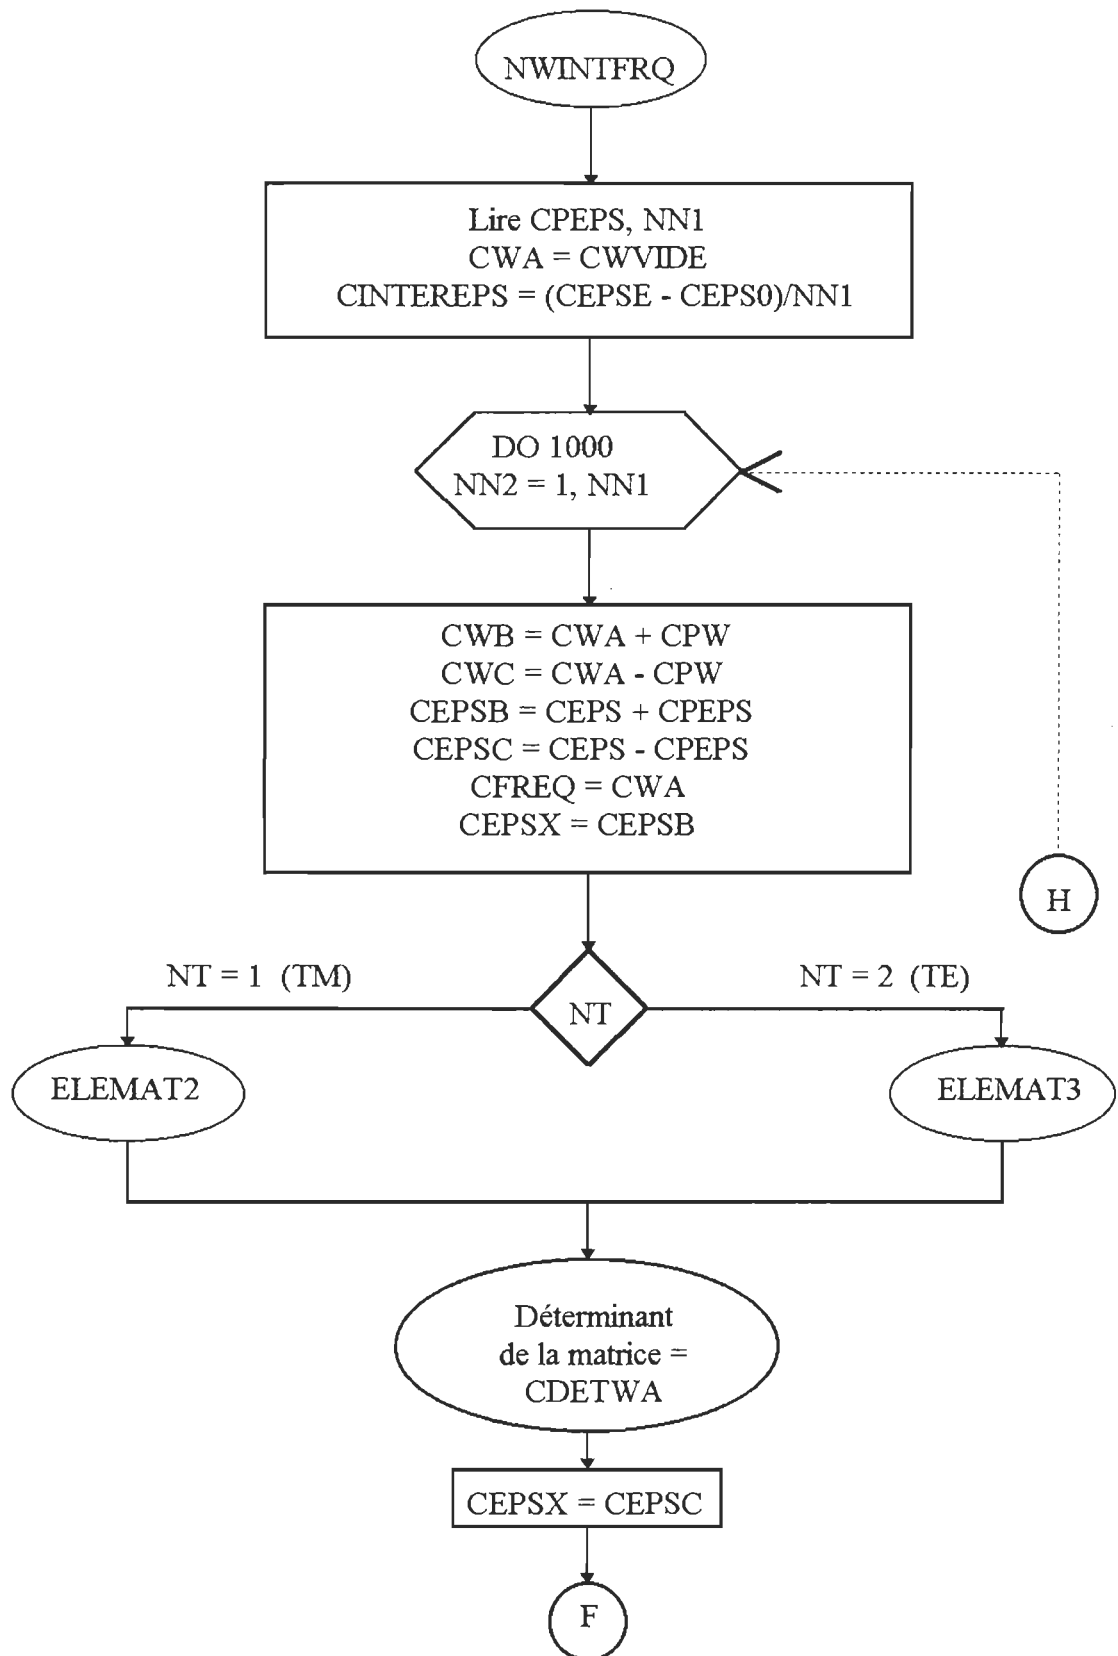 NWINTFRQ
Lire CPEPS, NN1
CWA = CWVIDE
CINTEREPS = (CEPSE - CEPS0)/NN1
DO 1000
NN2 = 1, NN1
CWB = CWA + CPW
CWC = CWA - CPW
CEPSB = CEPS + CPEPS
CEPSC = CEPS - CPEPS
CFREQ = CWA
CEPSX = CEPSB
H
NT = 1 (TM)
NT = 2 (TE)
NT
ELEMAT2
ELEMAT3
Déterminant
de la matrice =
CDETWA
CEPSX = CEPSC
F